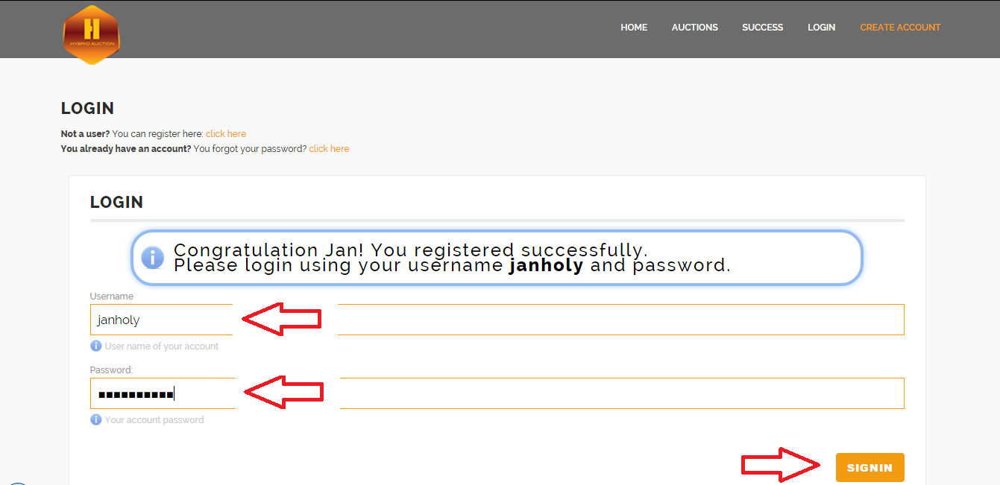 H
HYBRID AUCTION
HOME AUCTIONS SUCCESS LOGIN CREATE ACCOUNT
LOGIN
Not a user? You can register here: click here
You already have an account? You forgot your password? click here
LOGIN
Congratulation Jan! You registered successfully.
Please login using your username janholy and password.
Username
janholy
User name of your account
Password:
Your account password
SIGNIN